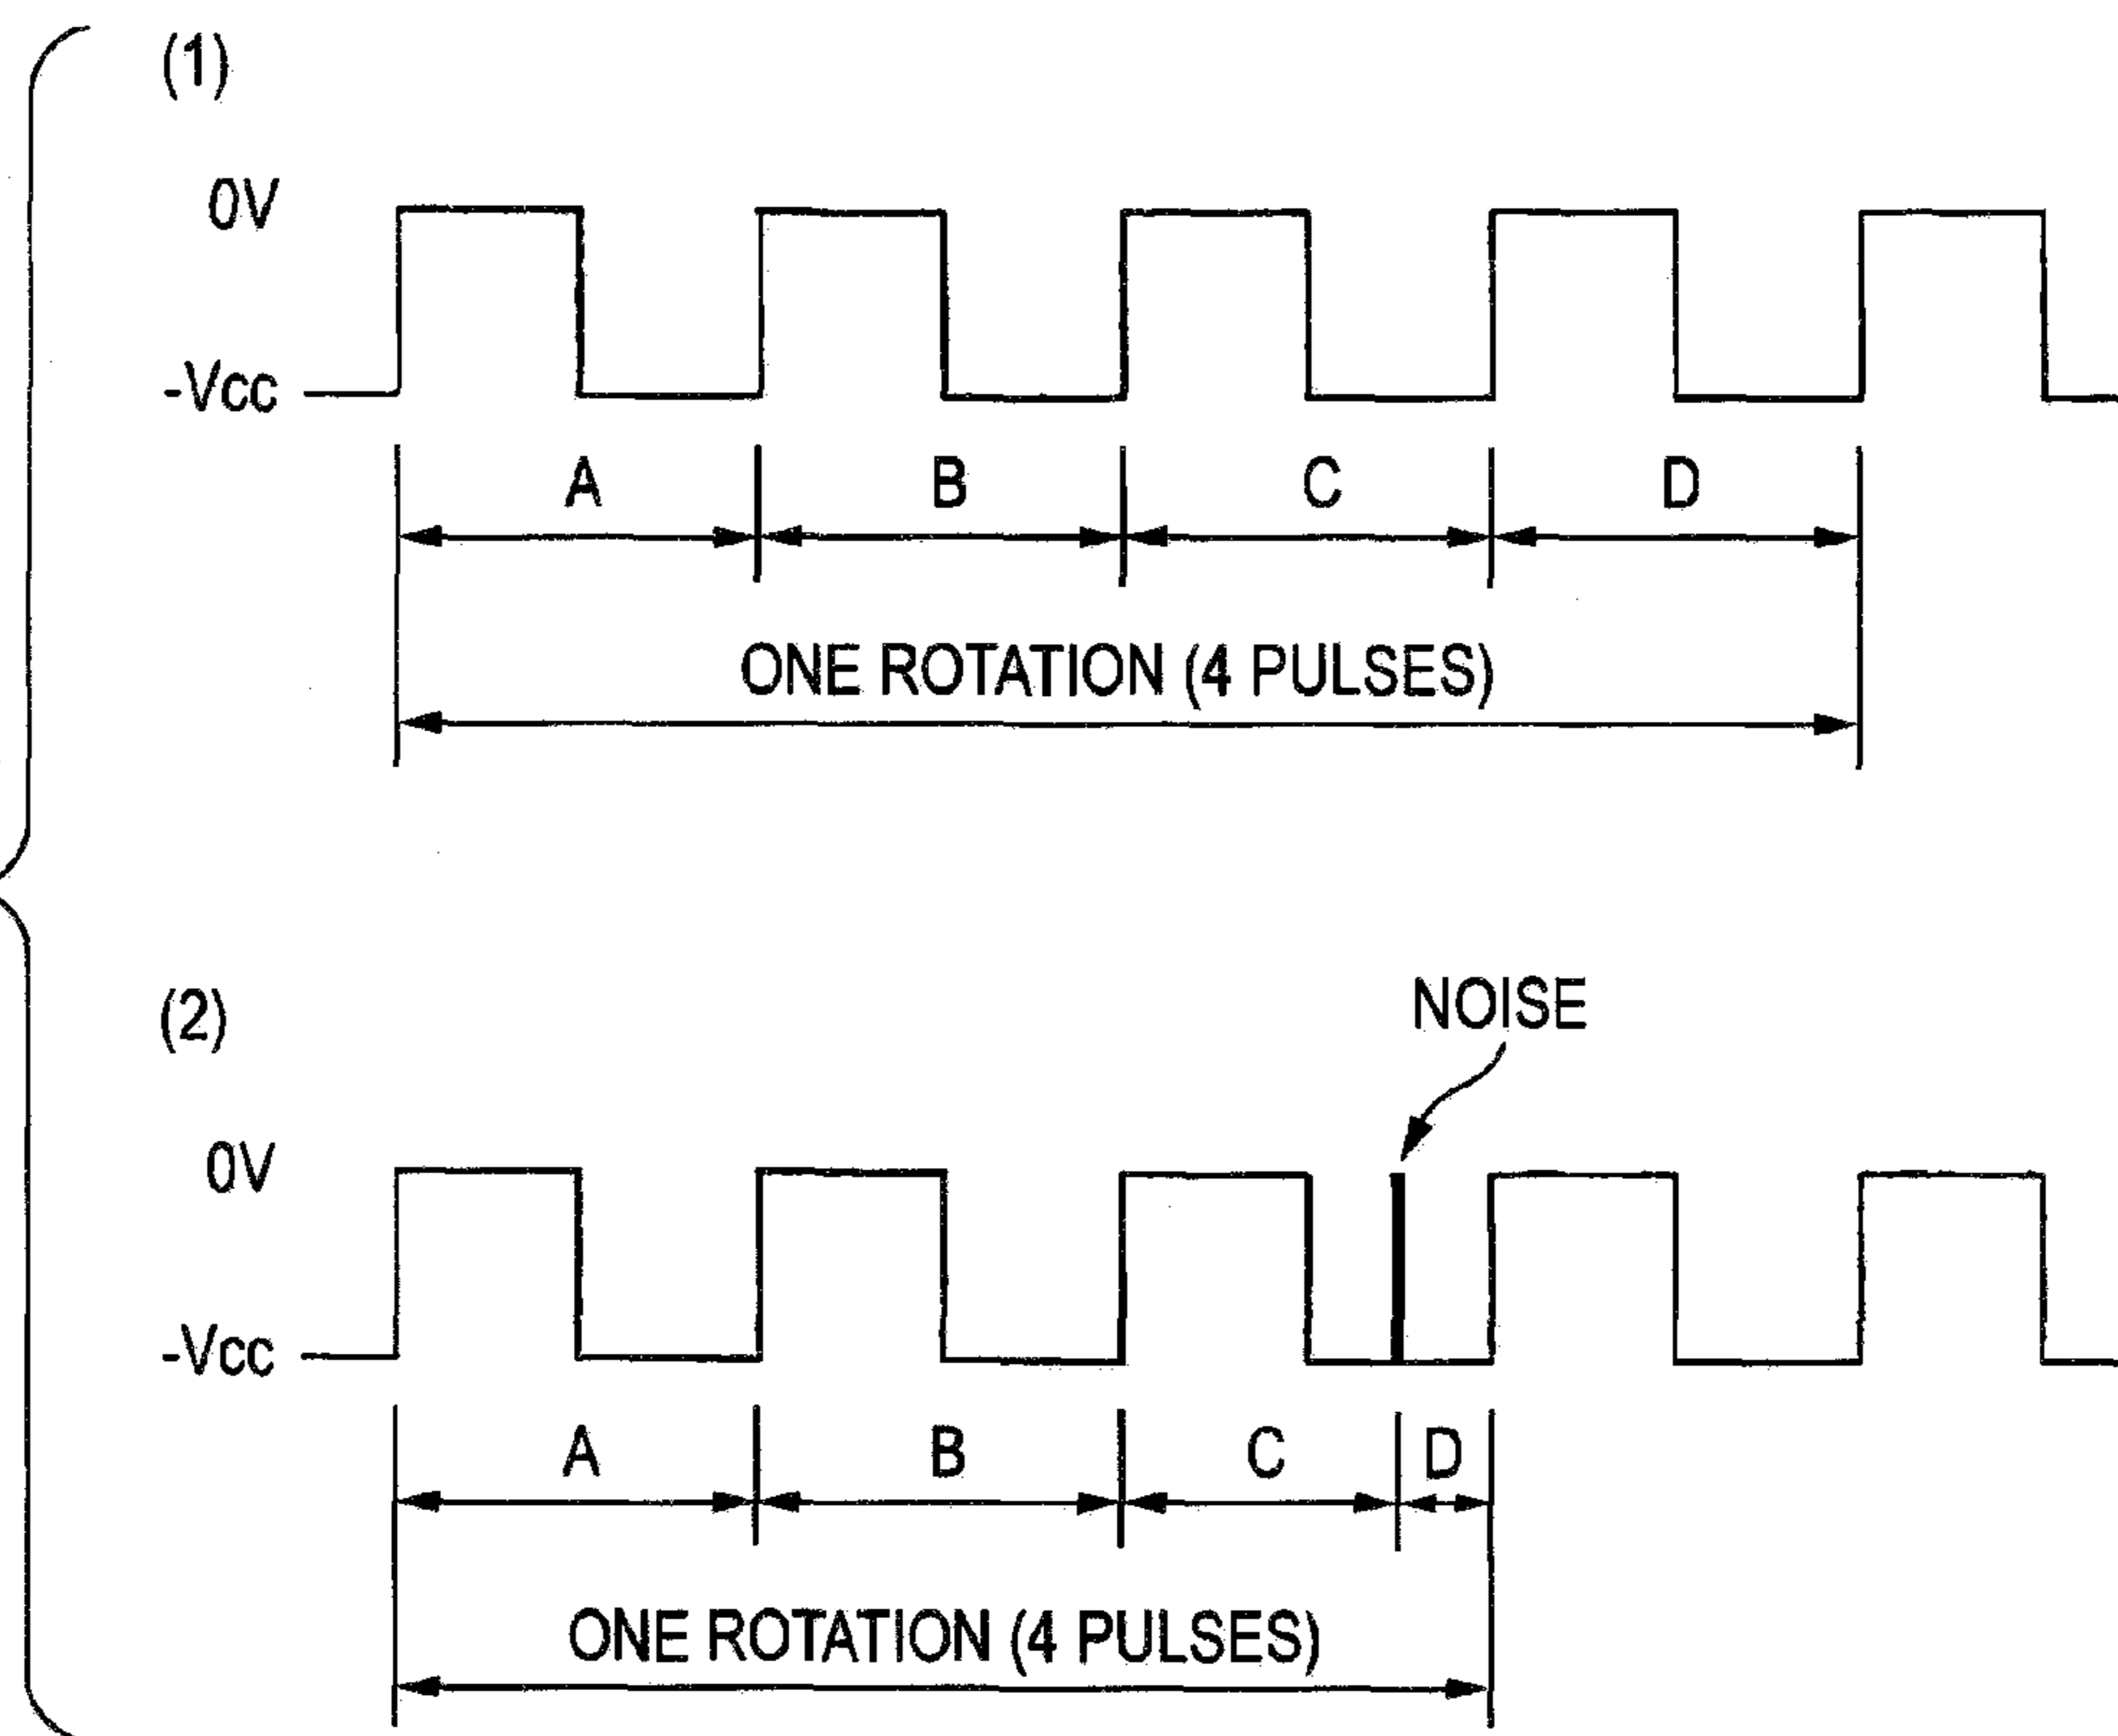 (1)
0V
-Vcc
A B C D
ONE ROTATION (4 PULSES)
(2)
NOISE
0V
-Vcc
A B C D
ONE ROTATION (4 PULSES)